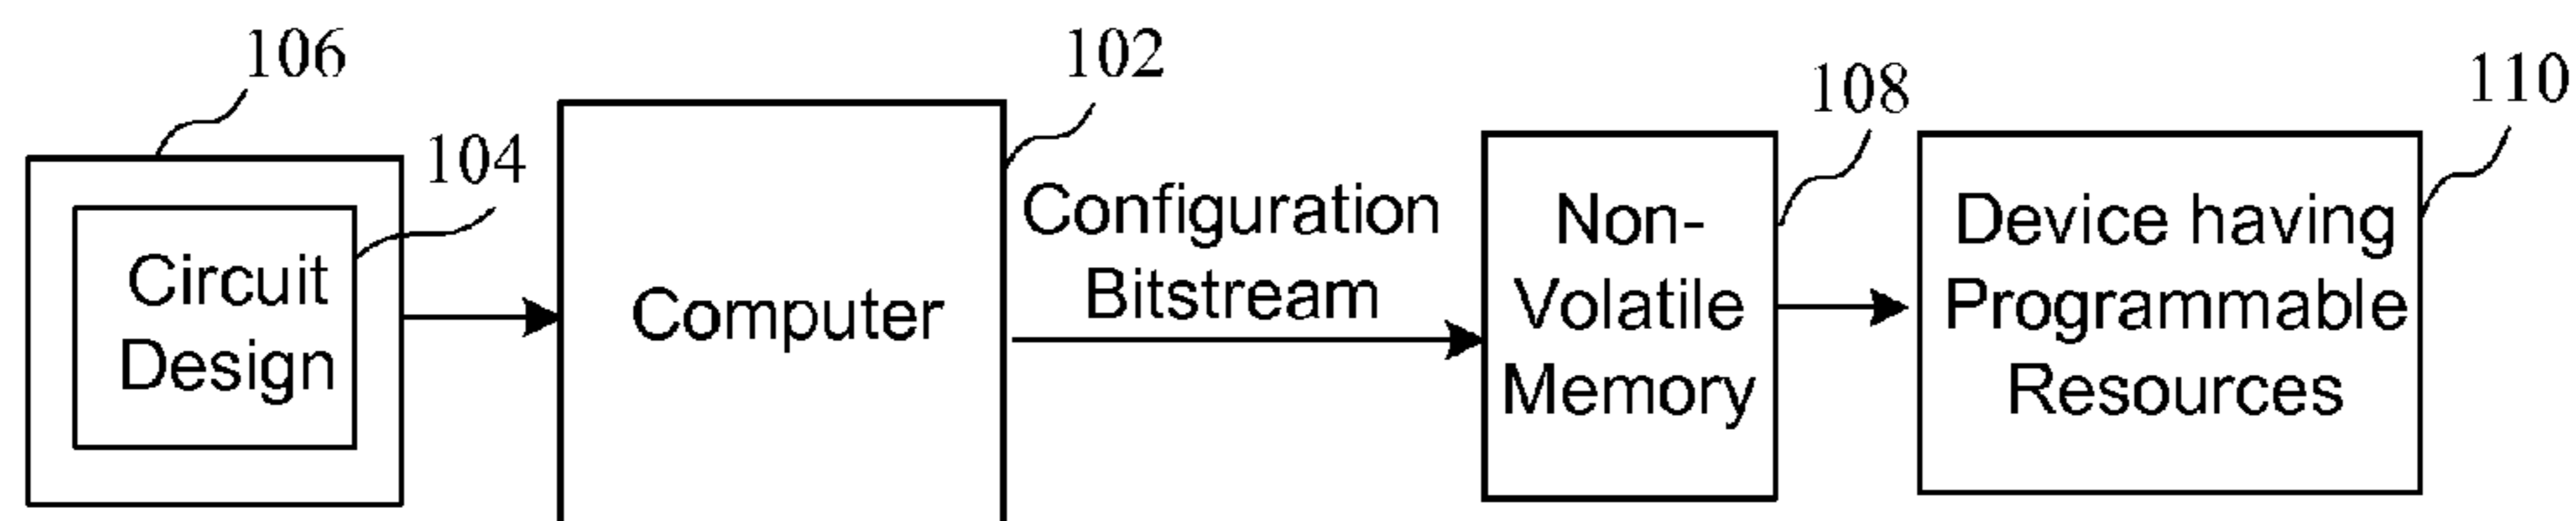 106
104
Circuit
Design
102
Computer
Configuration
Bitstream
108
Non-
Volatile
Memory
110
Device having
Programmable
Resources